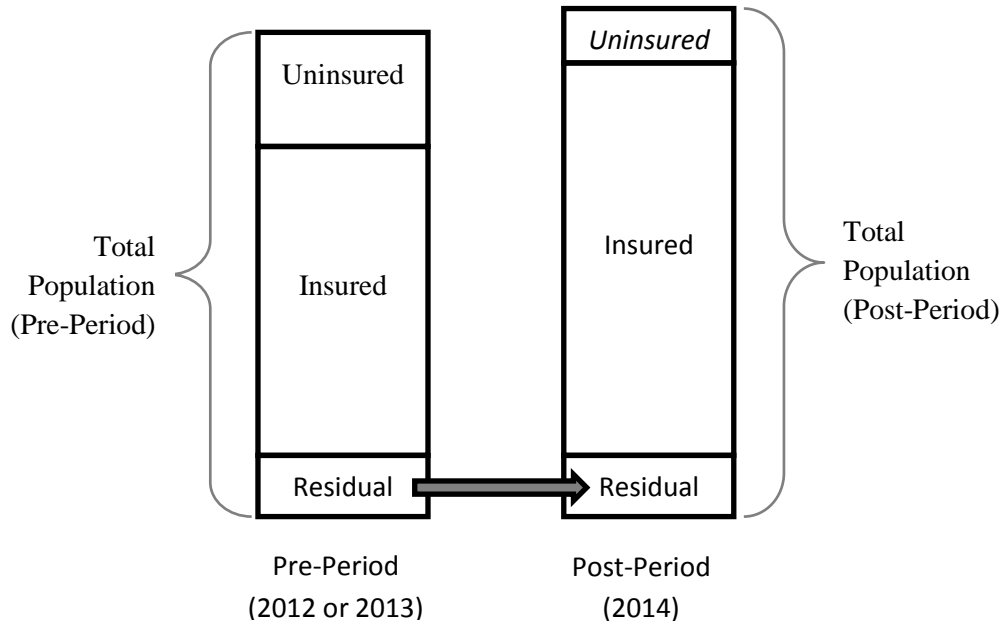 Uninsured
Insured
Residual
Total
Population
(Pre-Period)
Pre-Period
(2012 or 2013)
Uninsured
Insured
Residual
Total
Population
(Post-Period)
Post-Period
(2014)